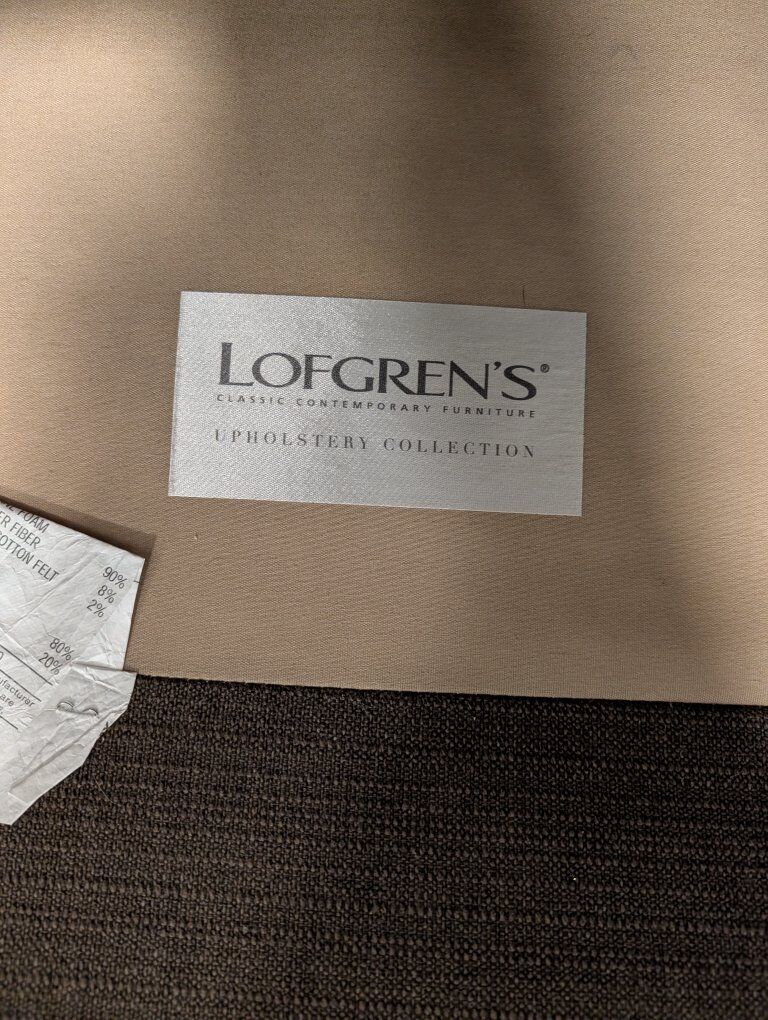 LOFGREN'S®
CLASSIC CONTEMPORARY FURNITURE
UPHOLSTERY COLLECTION
FOAM
FIBER
COTTON FELT
90%
8%
2%
80%
20%